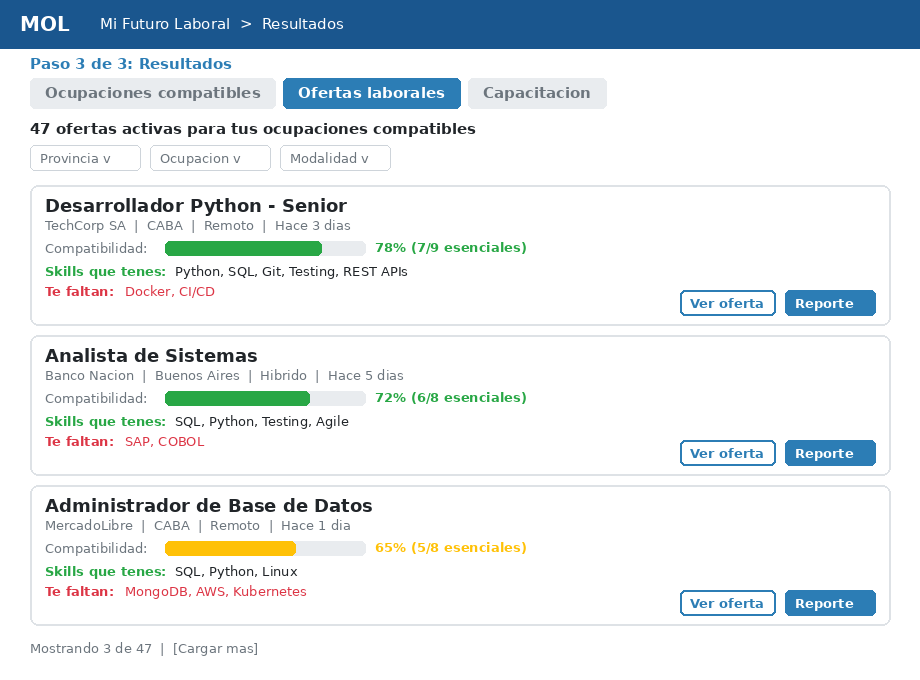 MOL Mi Futuro Laboral > Resultados
Paso 3 de 3: Resultados
Ocupaciones compatibles Ofertas laborales Capacitacion
47 ofertas activas para tus ocupaciones compatibles
Provincia v Ocupacion v Modalidad v
Desarrollador Python - Senior
TechCorp SA | CABA | Remoto | Hace 3 dias
Compatibilidad: 78% (7/9 esenciales)
Skills que tenes: Python, SQL, Git, Testing, REST APIs
Te faltan: Docker, CI/CD
Ver oferta Reporte
Analista de Sistemas
Banco Nacion | Buenos Aires | Hibrido | Hace 5 dias
Compatibilidad: 72% (6/8 esenciales)
Skills que tenes: SQL, Python, Testing, Agile
Te faltan: SAP, COBOL
Ver oferta Reporte
Administrador de Base de Datos
MercadoLibre | CABA | Remoto | Hace 1 dia
Compatibilidad: 65% (5/8 esenciales)
Skills que tenes: SQL, Python, Linux
Te faltan: MongoDB, AWS, Kubernetes
Ver oferta Reporte
Mostrando 3 de 47 | [Cargar mas]